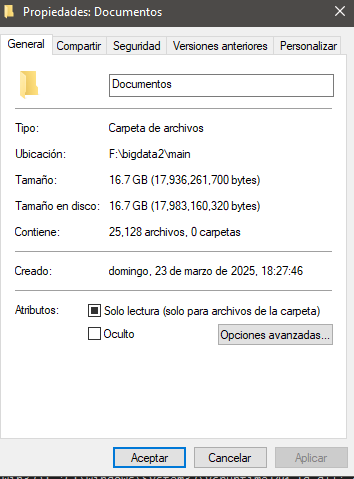 Propiedades: Documentos
General Compartir Seguridad Versiones anteriores Personalizar
Documentos
Tipo: Carpeta de archivos
Ubicación: F:\bigdata2\main
Tamaño: 16.7 GB (17,936,261,700 bytes)
Tamaño en disco: 16.7 GB (17,983,160,320 bytes)
Contiene: 25,128 archivos, 0 carpetas
Creado: domingo, 23 de marzo de 2025, 18:27:46
Atributos: Solo lectura (solo para archivos de la carpeta)
Oculto Opciones avanzadas...
Aceptar Cancelar Aplicar